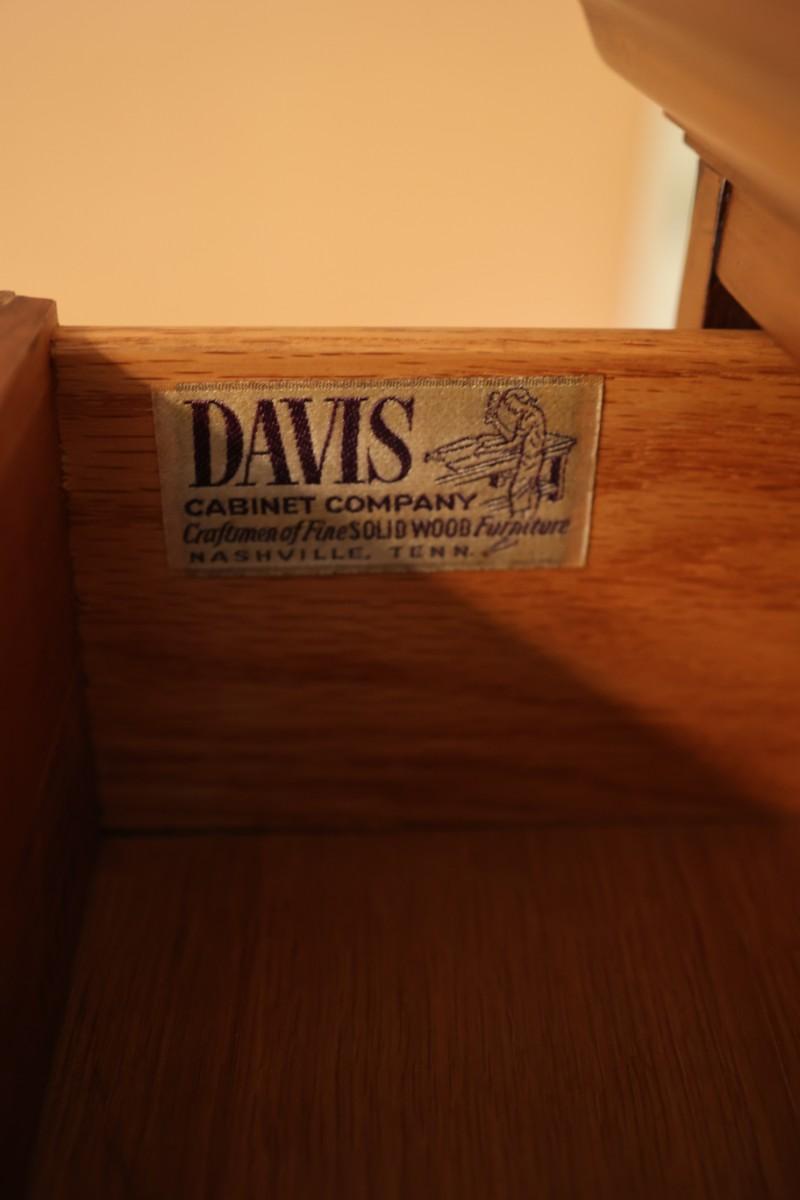 DAVIS
CABINET COMPANY
Craftsmen of Fine SOLID WOOD Furniture
NASHVILLE, TENN.